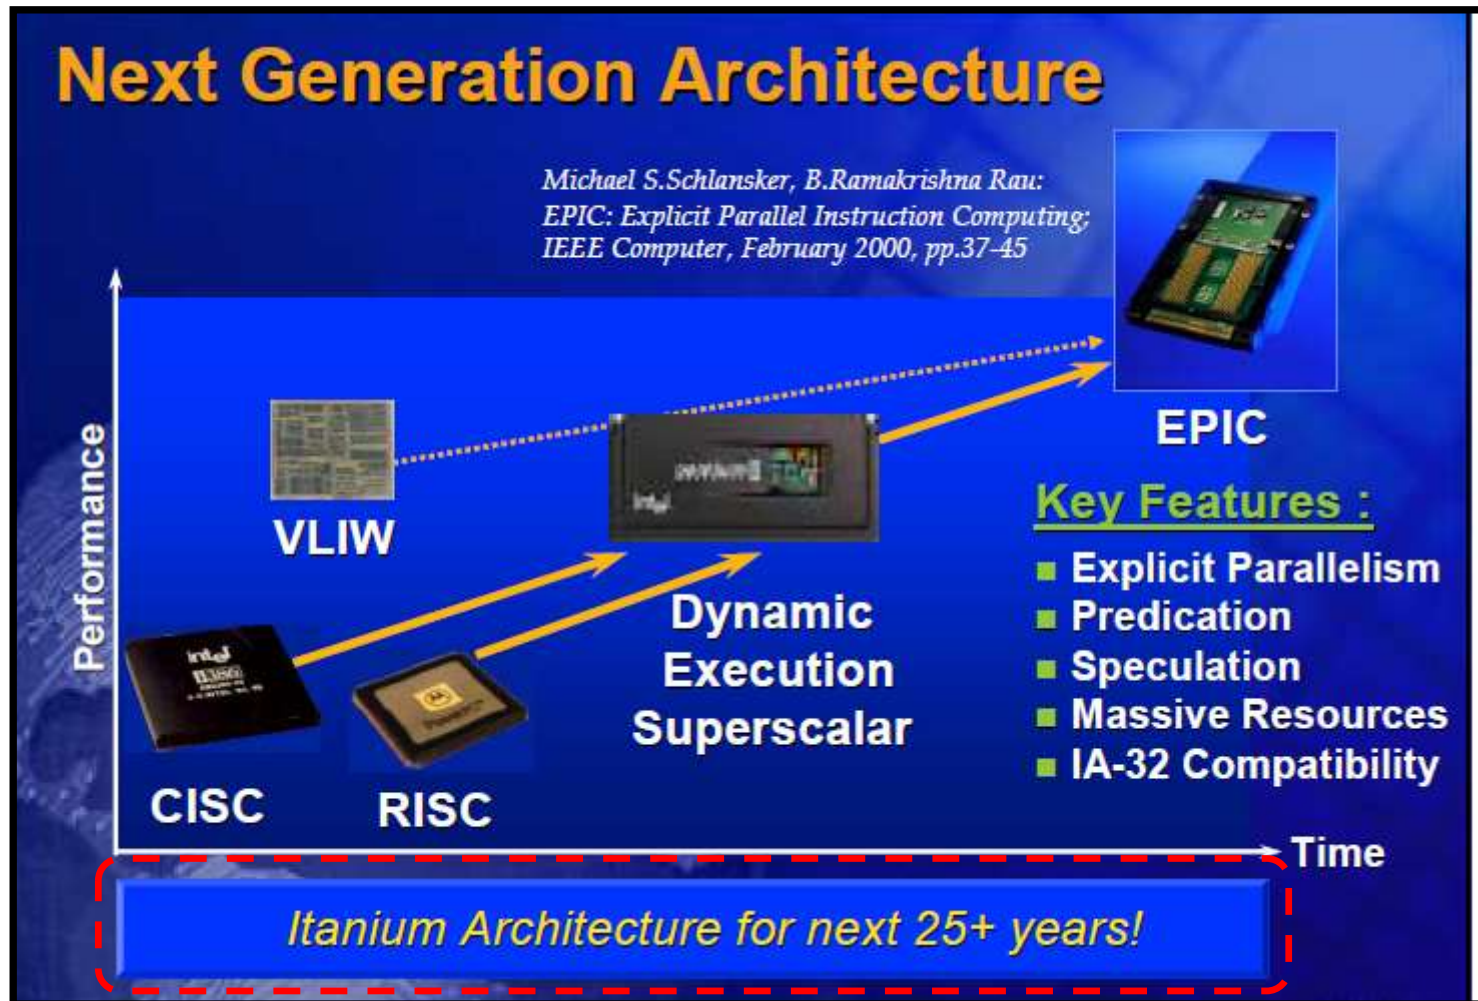 Next Generation Architecture
Michael S.Schlansker, B.Ramakrishna Rau:
EPIC: Explicit Parallel Instruction Computing;
IEEE Computer, February 2000, pp.37-45
Performance
VLIW
intel
CISC
intel
RISC
Dynamic
Execution
Superscalar
EPIC
Key Features :
Explicit Parallelism
Predication
Speculation
Massive Resources
IA-32 Compatibility
Time
Itanium Architecture for next 25+ years!